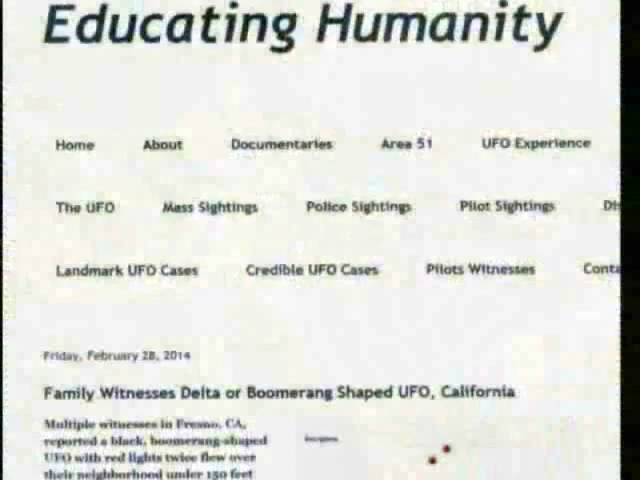 Educating Humanity
Home About Documentaries Area 51 UFO Experience
The UFO Mass Sightings Police Sightings Pilot Sightings
Landmark UFO Cases Credible UFO Cases Pilots Witnesses
Friday, February 28, 2014
Family Witnesses Delta or Boomerang Shaped UFO, California
Multiple witnesses in Fresno, CA,
reported a black, boomerang-shaped
UFO with red lights twice flew over
their neighborhood under 150 feet